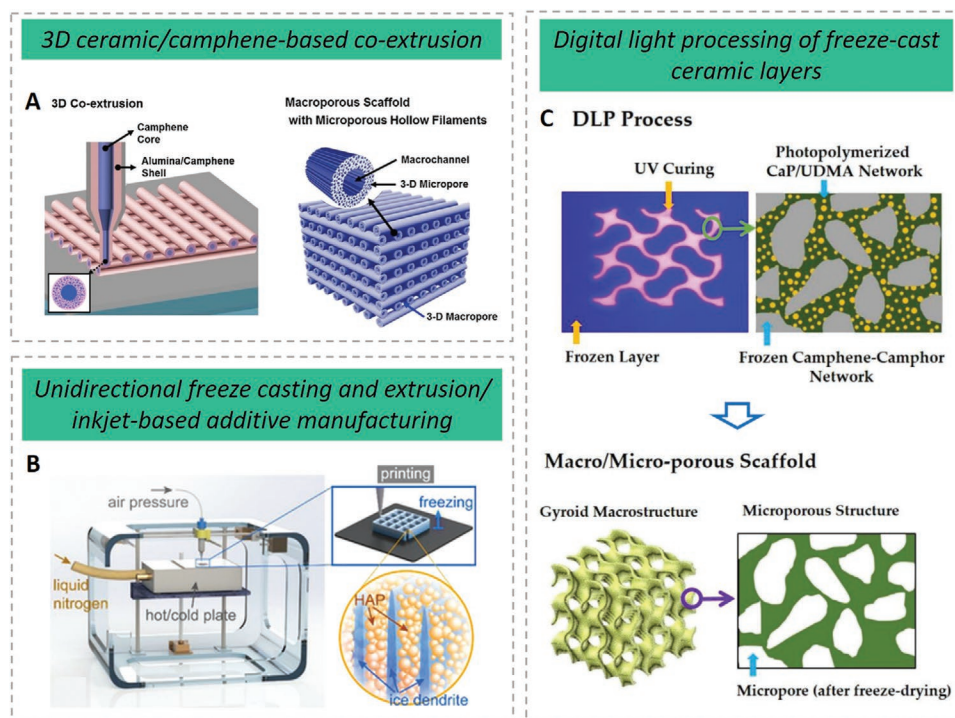 3D ceramic/camphene-based co-extrusion
A
3D Co-extrusion
Camphene
Core
Alumina/Camphene
Shell
Macroporous Scaffold
with Microporous Hollow Filaments
Macrochannel
3-D Micropore
3-D Macropore
Unidirectional freeze casting and extrusion/
inkjet-based additive manufacturing
B
air pressure
liquid
nitrogen
hot/cold plate
printing
freezing
HAP
ice dendrite
Digital light processing of freeze-cast
ceramic layers
C
DLP Process
UV Curing
Photopolymerized
CaP/UDMA Network
Frozen Layer
Frozen Camphene-Camphor
Network
Macro/Micro-porous Scaffold
Gyroid Macrostructure
Microporous Structure
Micropore (after freeze-drying)